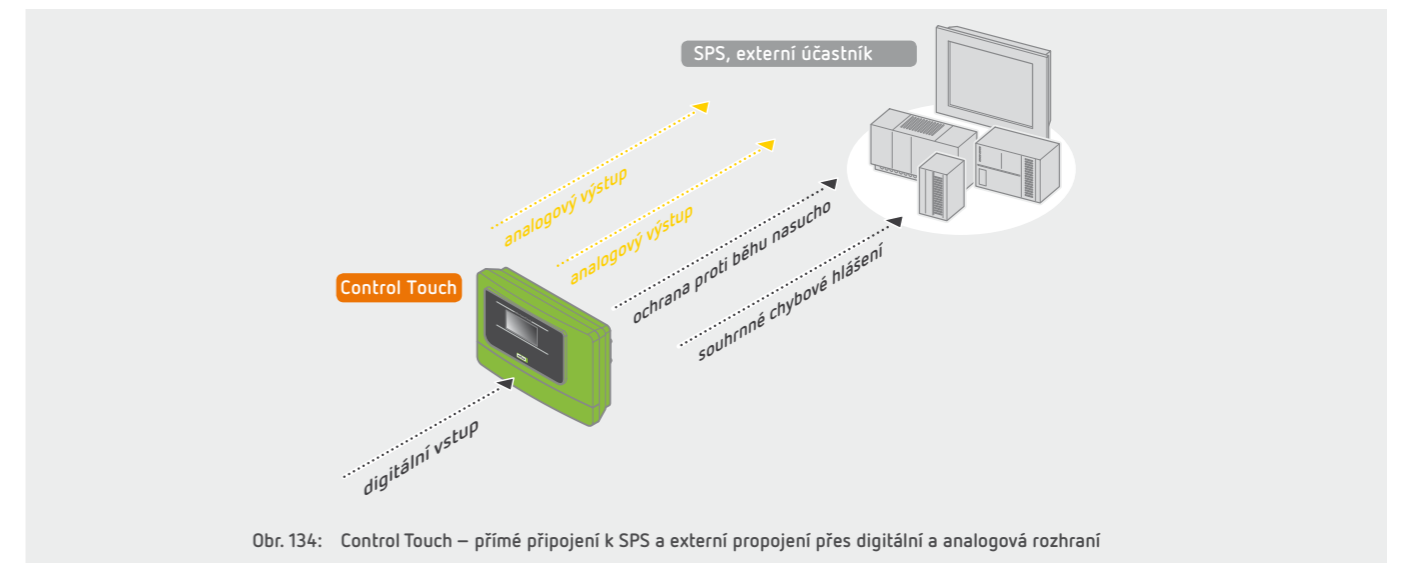 SPS, externí účastník
analogový výstup
analogový výstup
ochrana proti běhu nasucho
souhrnné chybové hlášení
Control Touch
digitální vstup
Obr. 134: Control Touch – přímé připojení k SPS a externí propojení přes digitální a analogová rozhraní